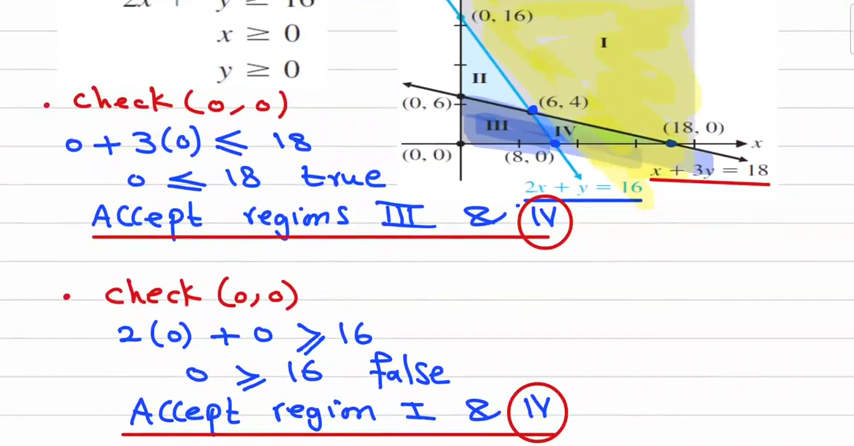 2x + y ≥ 16
x ≥ 0
y ≥ 0
(0, 16)
I
II
(0, 6)
(6, 4)
III
IV
(18, 0)
x
(0, 0)
(8, 0)
x + 3y = 18
2x + y = 16
• check (0, 0)
0 + 3(0) ≤ 18
0 ≤ 18 true
Accept regions III & IV
• check (0, 0)
2(0) + 0 ⩾ 16
0 ⩾ 16 false
Accept region I & IV